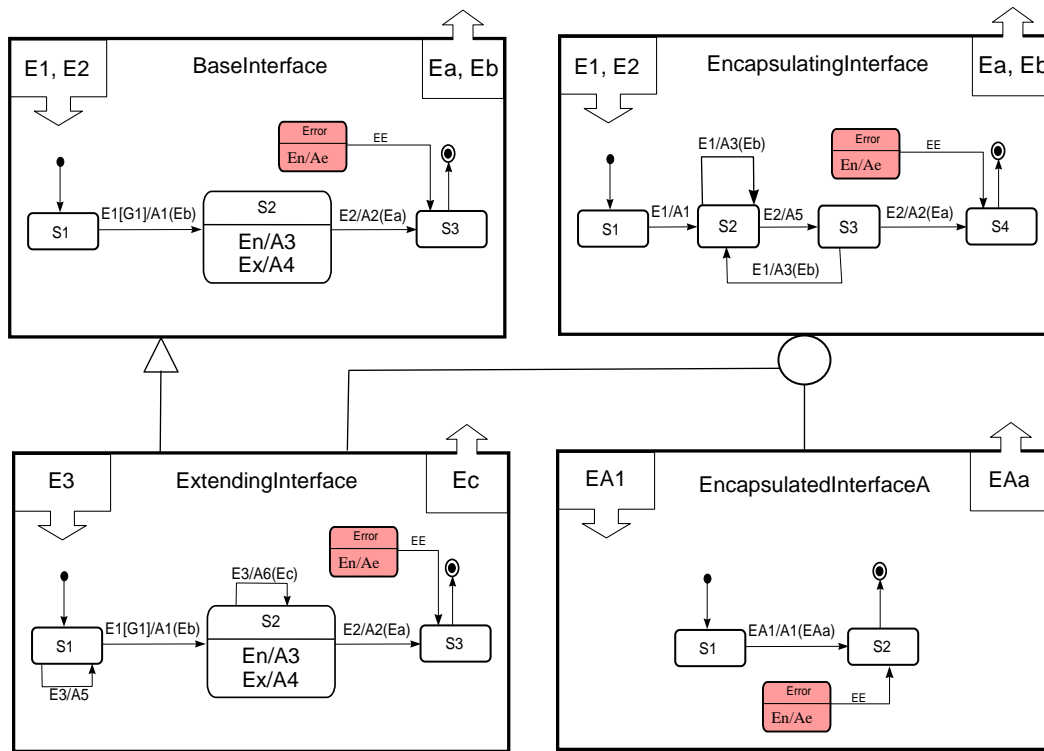 E1, E2
BaseInterface
Ea, Eb
Error
En/Ae
EE
S1
E1[G1]/A1(Eb)
S2
En/A3
Ex/A4
E2/A2(Ea)
S3
E1, E2
EncapsulatingInterface
Ea, Eb
E1/A3(Eb)
Error
En/Ae
EE
S1
E1/A1
S2
E2/A5
S3
E2/A2(Ea)
S4
E1/A3(Eb)
E3
ExtendingInterface
Ec
Error
En/Ae
EE
E3/A6(Ec)
S1
E1[G1]/A1(Eb)
S2
En/A3
Ex/A4
E2/A2(Ea)
S3
E3/A5
EA1
EncapsulatedInterfaceA
EAa
S1
EA1/A1(EAa)
S2
Error
En/Ae
EE